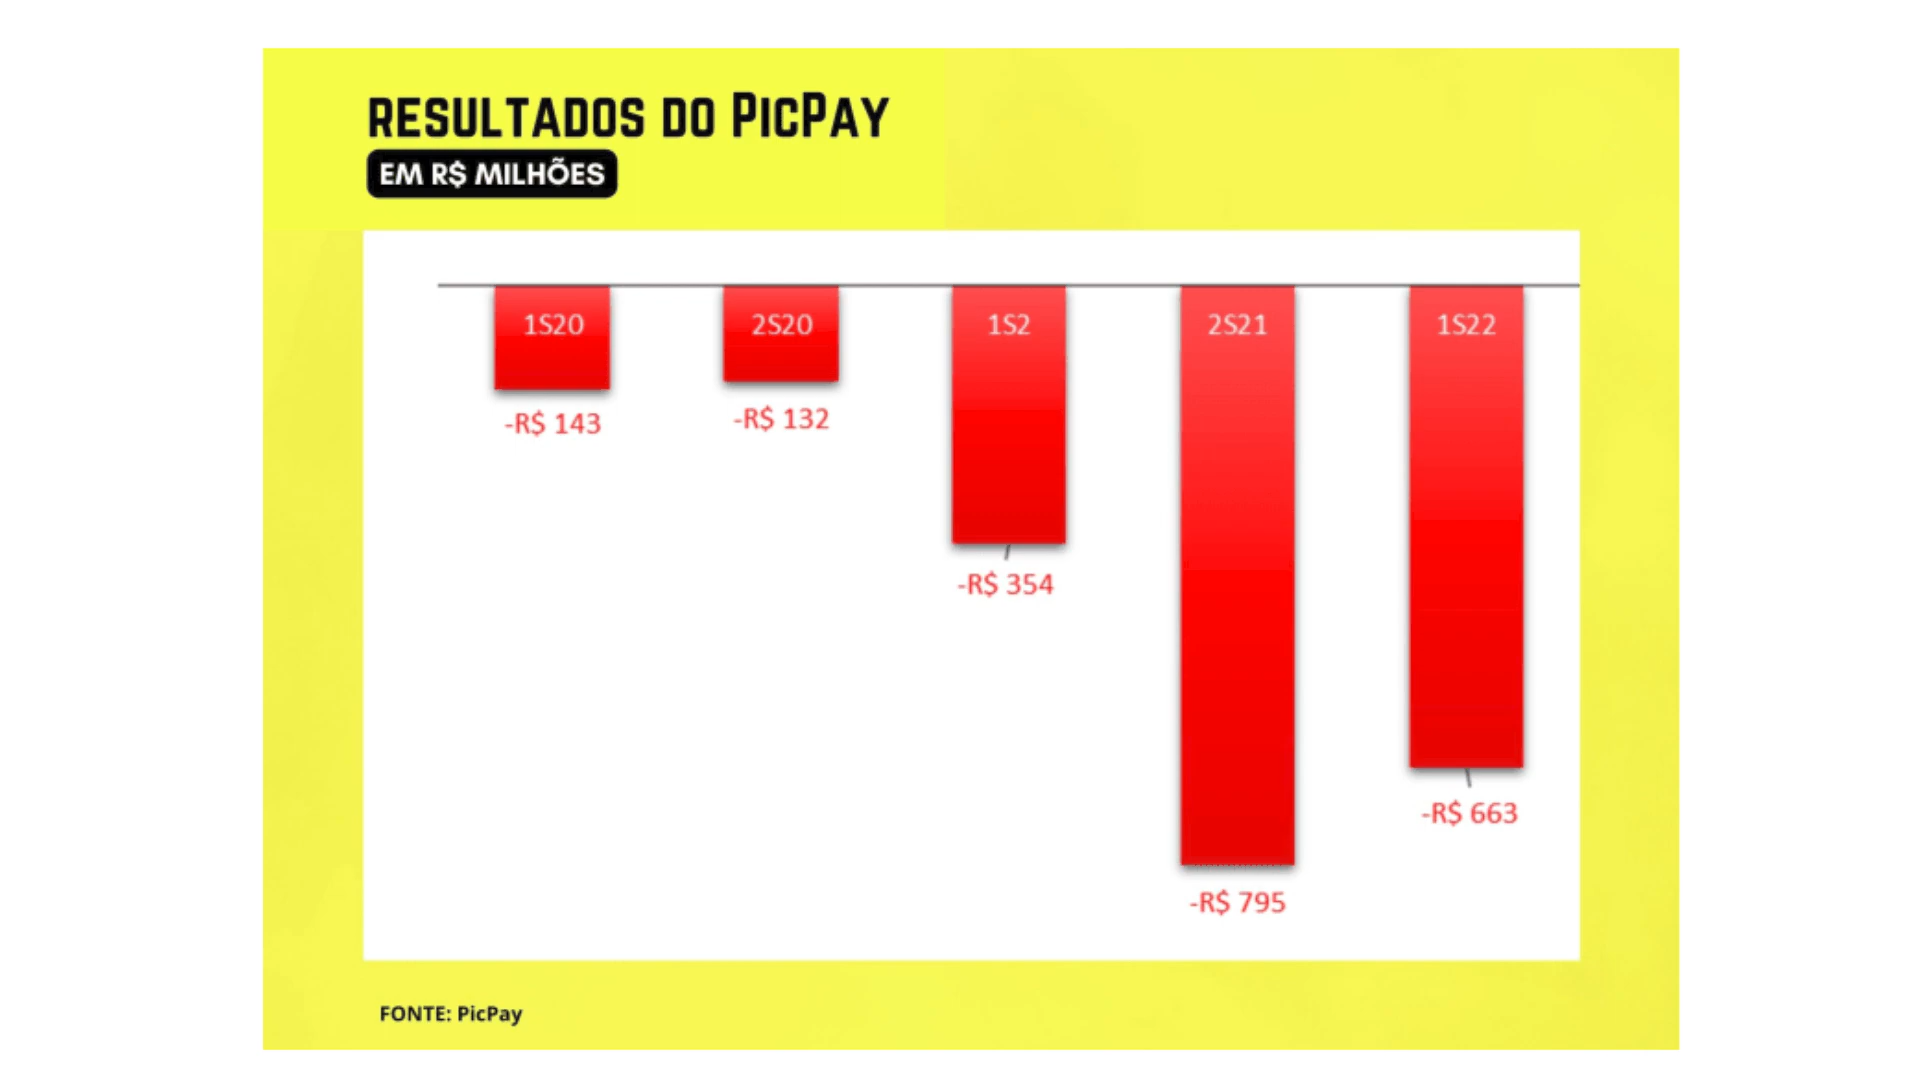 RESULTADOS DO PICPAY
EM R$ MILHÕES
1S20
2S20
1S2
2S21
1S22
-R$ 143
-R$ 132
-R$ 354
-R$ 795
-R$ 663
FONTE: PicPay